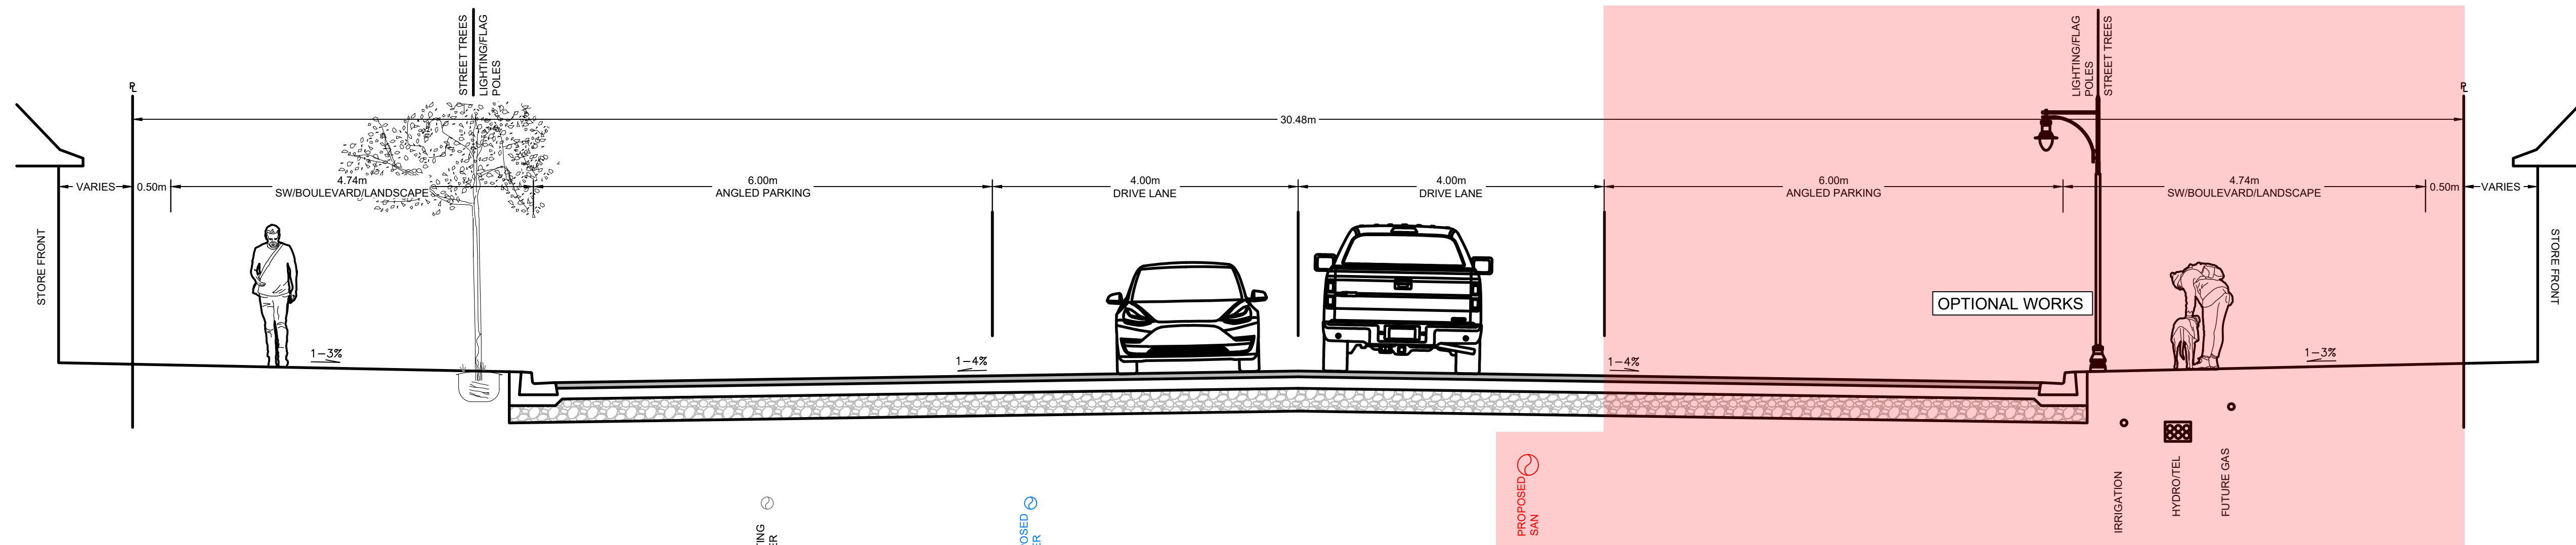 STREET TREES
LIGHTING/FLAG
POLES
LIGHTING/FLAG
POLES
STREET TREES
PL
PL
30.48m
VARIES
0.50m
4.74m
SW/BOULEVARD/LANDSCAPE
6.00m
ANGLED PARKING
4.00m
DRIVE LANE
4.00m
DRIVE LANE
6.00m
ANGLED PARKING
4.74m
SW/BOULEVARD/LANDSCAPE
0.50m
VARIES
STORE FRONT
STORE FRONT
OPTIONAL WORKS
1-3%
1-4%
1-4%
1-3%
PROPOSED
SAN
IRRIGATION
HYDRO/TEL
FUTURE GAS